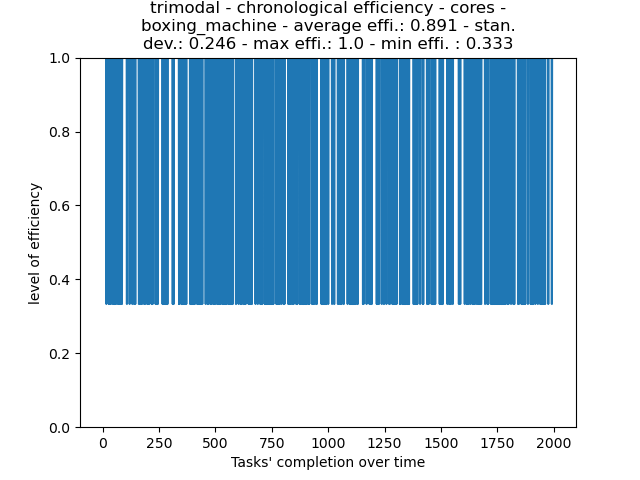 trimodal - chronological efficiency - cores -
boxing_machine - average effi.: 0.891 - stan.
dev.: 0.246 - max effi.: 1.0 - min effi. : 0.333
1.0
0.8
0.6
0.4
0.2
0.0
level of efficiency
0 250 500 750 1000 1250 1500 1750 2000
Tasks' completion over time